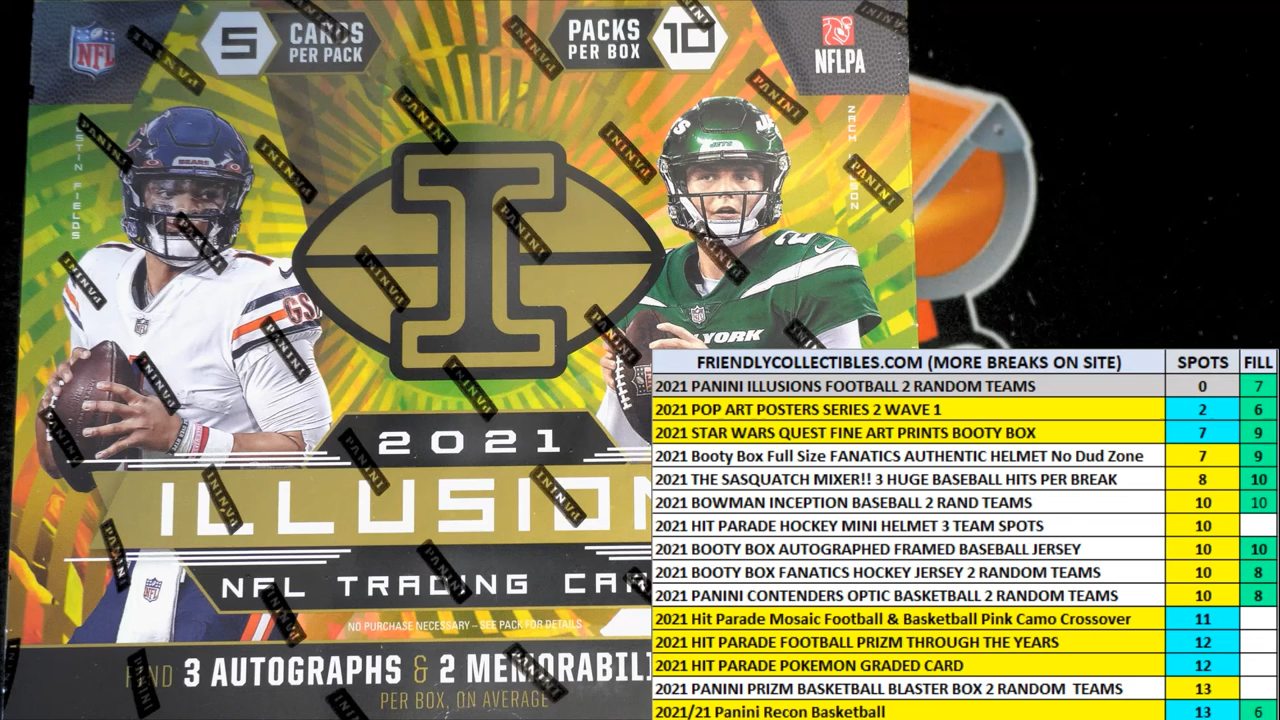 NFL
5 CARDS PER PACK
PACKS PER BOX 10
NFLPA
PANINI
BEARS
JETS
YORK
2021
NFL TRADING
NO PURCHASE NECESSARY – SEE PACK FOR DETAILS
3 AUTOGRAPHS & 2
PER BOX, ON AVERAGE
FRIENDLYCOLLECTIBLES.COM (MORE BREAKS ON SITE) SPOTS FILL
2021 PANINI ILLUSIONS FOOTBALL 2 RANDOM TEAMS 0 7
2021 POP ART POSTERS SERIES 2 WAVE 1 2 6
2021 STAR WARS QUEST FINE ART PRINTS BOOTY BOX 7 9
2021 Booty Box Full Size FANATICS AUTHENTIC HELMET No Dud Zone 7 9
2021 THE SASQUATCH MIXER!! 3 HUGE BASEBALL HITS PER BREAK 8 10
2021 BOWMAN INCEPTION BASEBALL 2 RAND TEAMS 10 10
2021 HIT PARADE HOCKEY MINI HELMET 3 TEAM SPOTS 10
2021 BOOTY BOX AUTOGRAPHED FRAMED BASEBALL JERSEY 10 10
2021 BOOTY BOX FANATICS HOCKEY JERSEY 2 RANDOM TEAMS 10 8
2021 PANINI CONTENDERS OPTIC BASKETBALL 2 RANDOM TEAMS 10 8
2021 Hit Parade Mosaic Football & Basketball Pink Camo Crossover 11
2021 HIT PARADE FOOTBALL PRIZM THROUGH THE YEARS 12
2021 HIT PARADE POKEMON GRADED CARD 12
2021 PANINI PRIZM BASKETBALL BLASTER BOX 2 RANDOM TEAMS 13
2021/21 Panini Recon Basketball 13 6